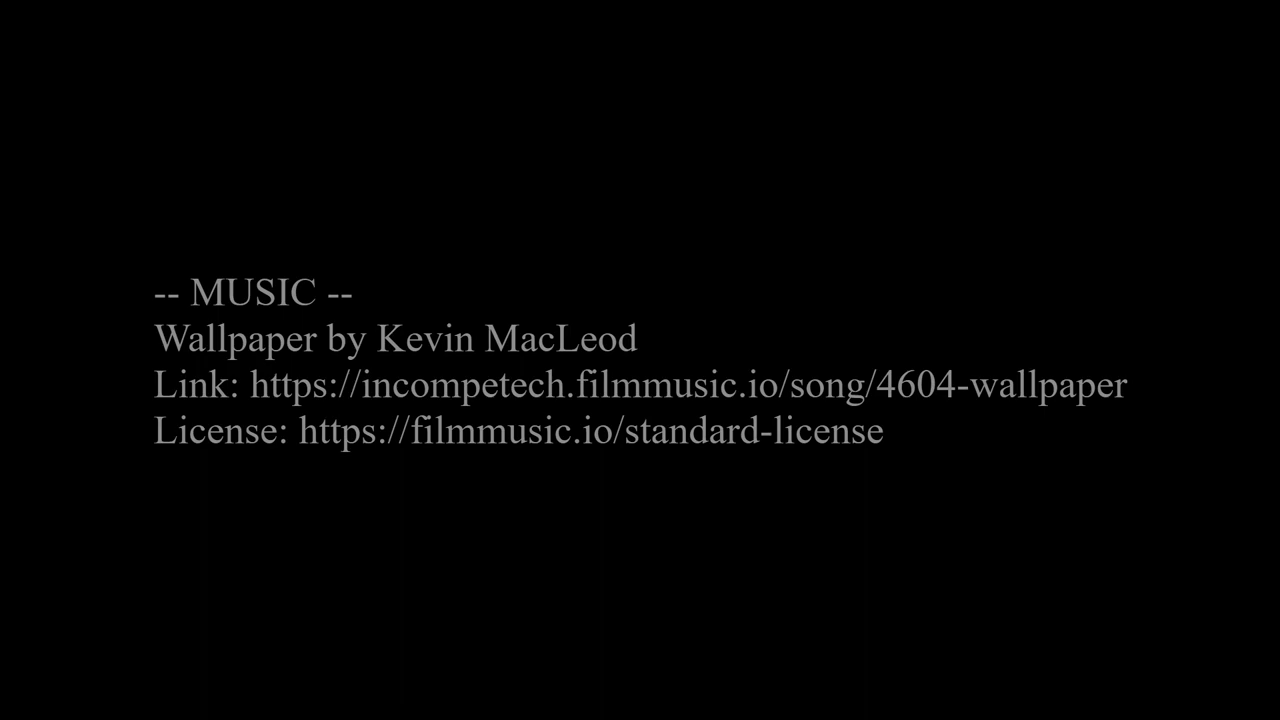 -- MUSIC --
Wallpaper by Kevin MacLeod
Link: https://incompetech.filmmusic.io/song/4604-wallpaper
License: https://filmmusic.io/standard-license